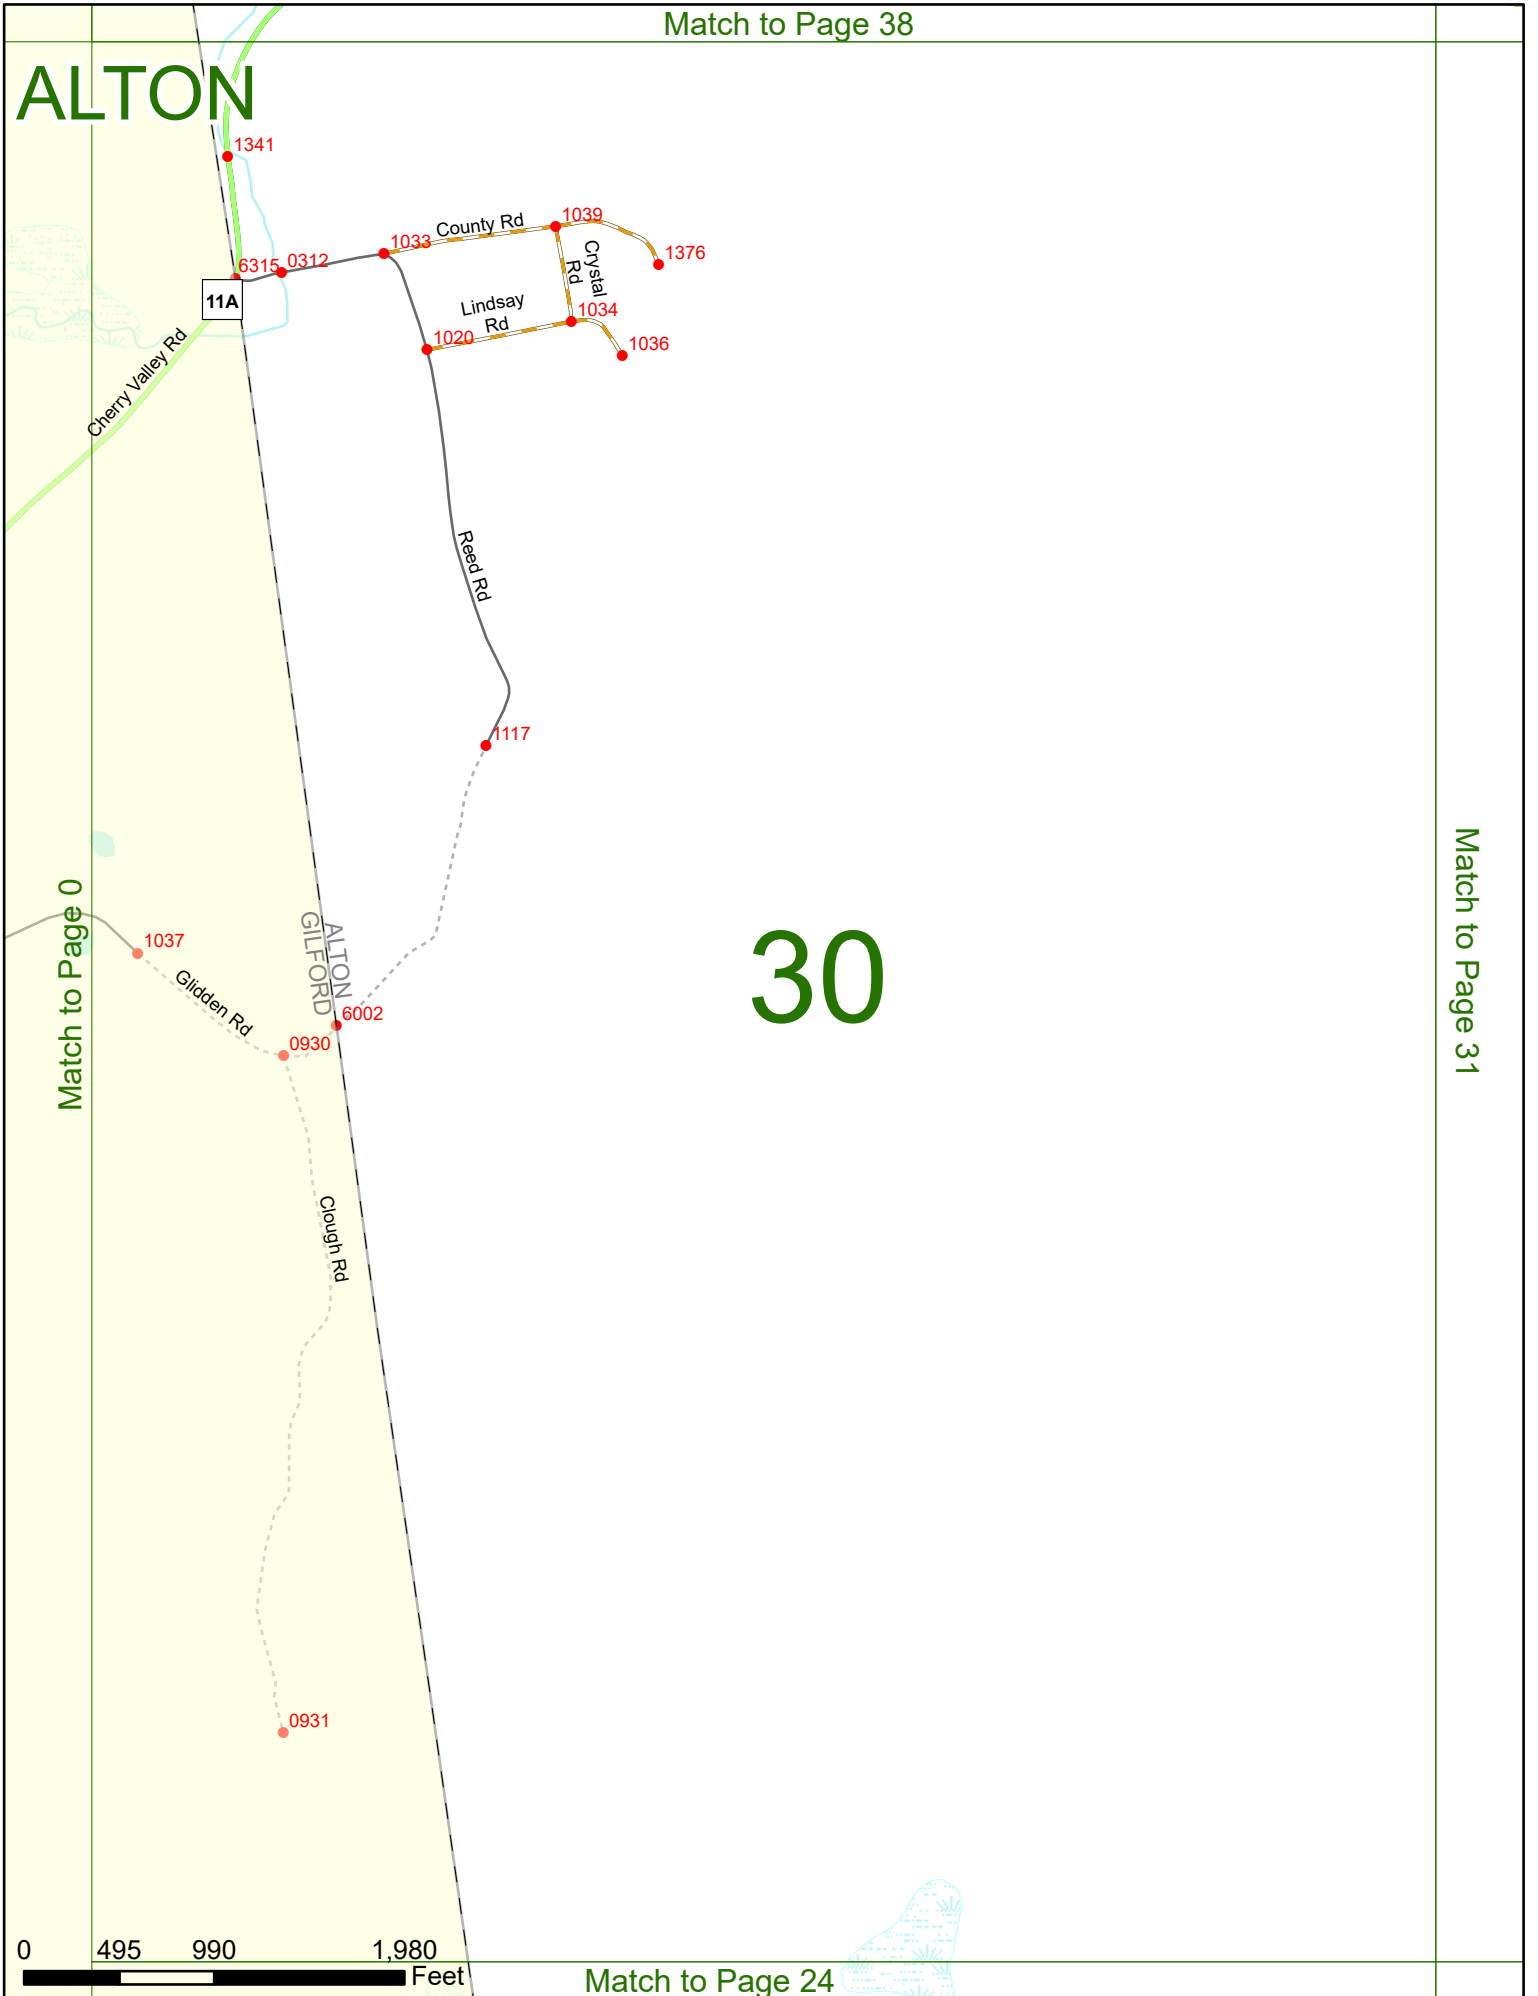 Match to Page 38
ALTON
1341
1039
County Rd
1033
1376
Crystal
Rd
6315
0312
11A
Lindsay
Rd
1034
1020
1036
Cherry Valley Rd
Reed Rd
1117
Match to Page 0
Match to Page 31
1037
Glidden Rd
ALTON
GILFORD
30
6002
0930
Clough Rd
0931
0 495 990 1,980
Feet
Match to Page 24